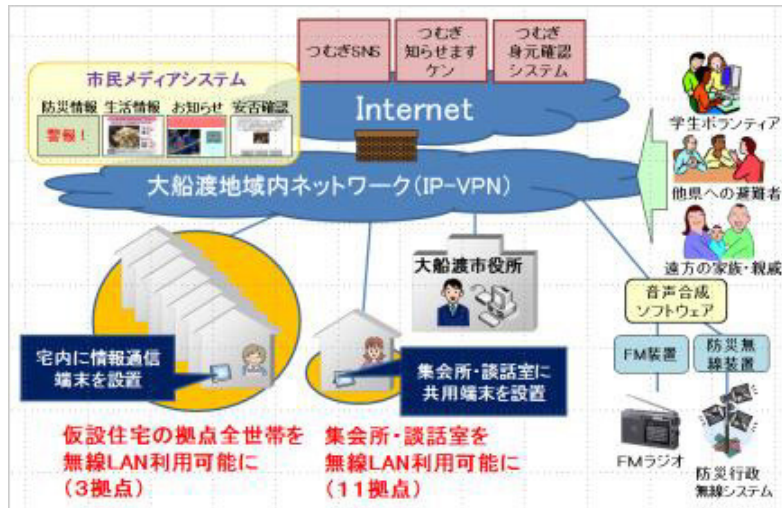 つむぎSNS
つむぎ
知らせます
ケン
つむぎ
身元確認
システム
市民メディアシステム
防災情報 生活情報 お知らせ 安否確認
警報!
Internet
大船渡地域内ネットワーク(IP-VPN)
学生ボランティア
他県への避難者
遠方の家族・親戚
大船渡市役所
音声合成
ソフトウェア
宅内に情報通信
端末を設置
集会所・談話室に
共用端末を設置
FM装置
防災無
線装置
仮設住宅の拠点全世帯を
無線LAN利用可能に
(3拠点)
集会所・談話室を
無線LAN利用可能に
(11拠点)
FMラジオ
防災行政
無線システム